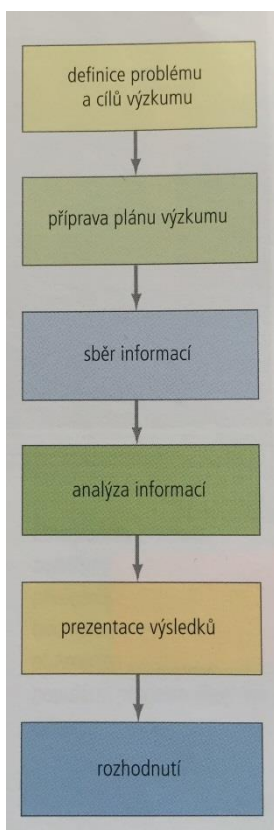 definice problému
a cílů výzkumu
příprava plánu výzkumu
sběr informací
analýza informací
prezentace výsledků
rozhodnutí